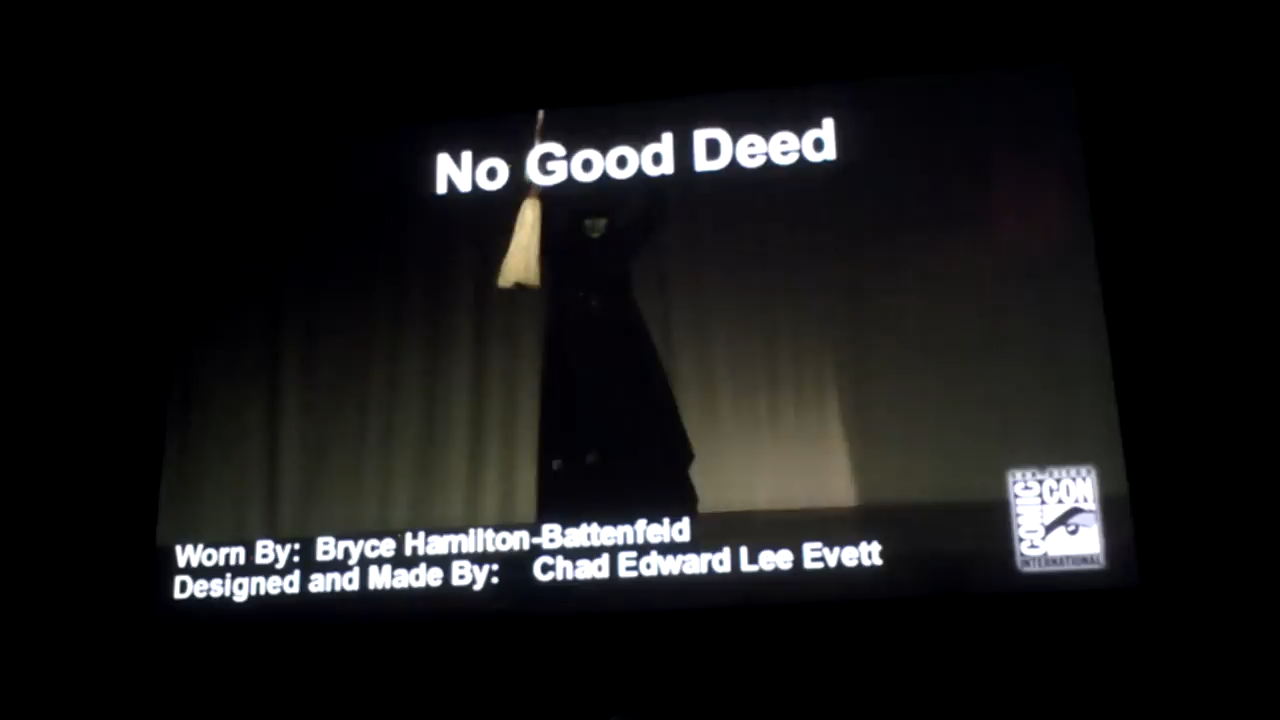 No Good Deed
Worn By: Bryce Hamilton-Battenfeld
Designed and Made By: Chad Edward Lee Evett
COMIC
CON
INTERNATIONAL